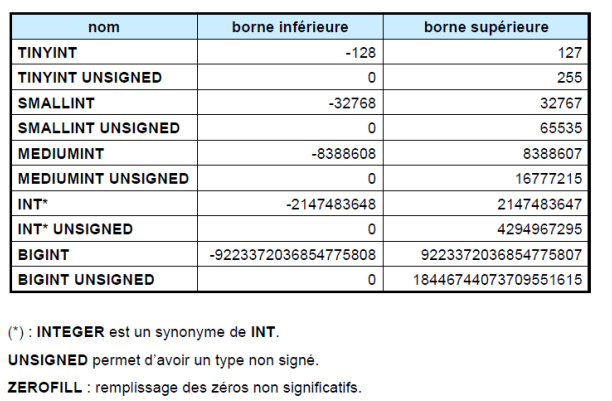 nom borne inférieure borne supérieure
TINYINT -128 127
TINYINT UNSIGNED 0 255
SMALLINT -32768 32767
SMALLINT UNSIGNED 0 65535
MEDIUMINT -8388608 8388607
MEDIUMINT UNSIGNED 0 16777215
INT* -2147483648 2147483647
INT* UNSIGNED 0 4294967295
BIGINT -9223372036854775808 9223372036854775807
BIGINT UNSIGNED 0 18446744073709551615
(*) : INTEGER est un synonyme de INT.
UNSIGNED permet d'avoir un type non signé.
ZEROFILL : remplissage des zéros non significatifs.